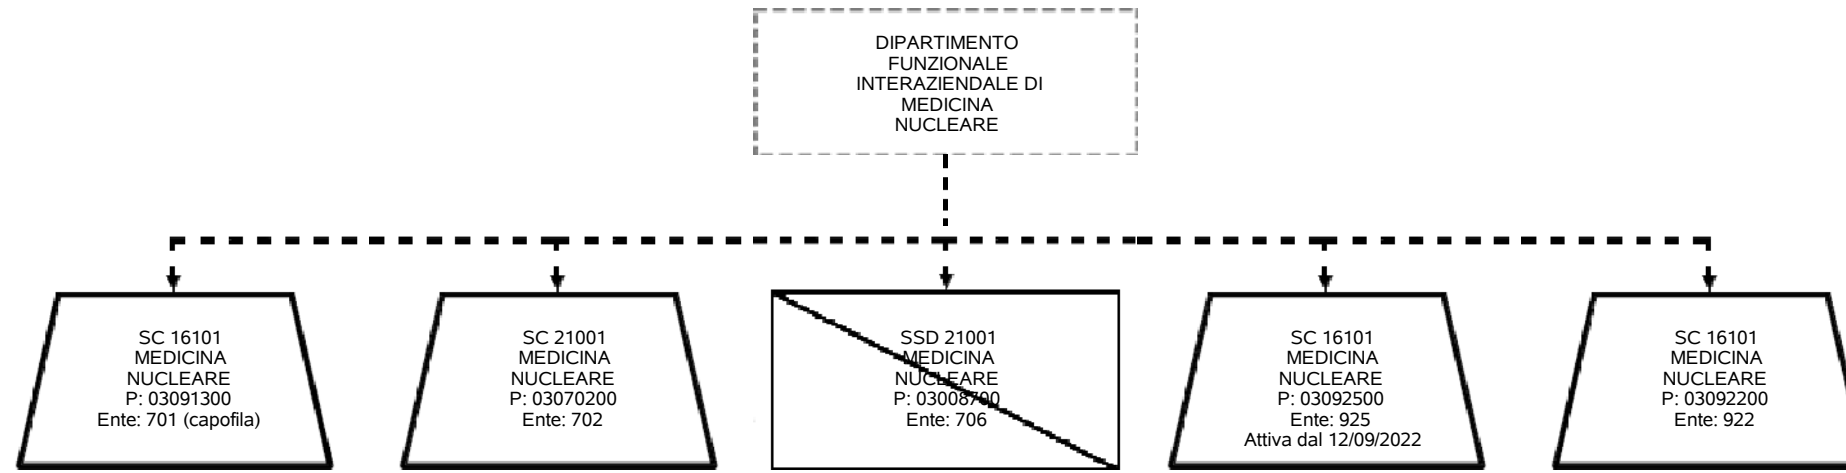 DIPARTIMENTO
FUNZIONALE
INTERAZIENDALE DI
MEDICINA
NUCLEARE
SC 16101
MEDICINA
NUCLEARE
P: 03091300
Ente: 701 (capofila)
SC 21001
MEDICINA
NUCLEARE
P: 03070200
Ente: 702
SSD 21001
MEDICINA
NUCLEARE
P: 03008700
Ente: 706
SC 16101
MEDICINA
NUCLEARE
P: 03092500
Ente: 925
Attiva dal 12/09/2022
SC 16101
MEDICINA
NUCLEARE
P: 03092200
Ente: 922